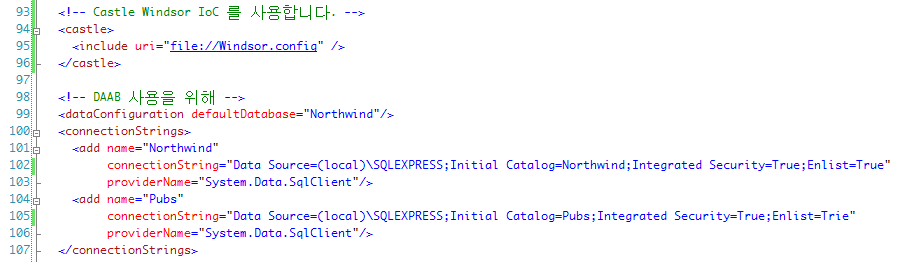 93 <!-- Castle Windsor IoC 를 사용합니다. -->
94 <castle>
95 <include uri="file://Windsor.config" />
96 </castle>
97
98 <!-- DAAB 사용을 위해 -->
99 <dataConfiguration defaultDatabase="Northwind"/>
100 <connectionStrings>
101 <add name="Northwind"
102 connectionString="Data Source=(local)\SQLEXPRESS;Initial Catalog=Northwind;Integrated Security=True;Enlist=True"
103 providerName="System.Data.SqlClient"/>
104 <add name="Pubs"
105 connectionString="Data Source=(local)\SQLEXPRESS;Initial Catalog=Pubs;Integrated Security=True;Enlist=Trie"
106 providerName="System.Data.SqlClient"/>
107 </connectionStrings>